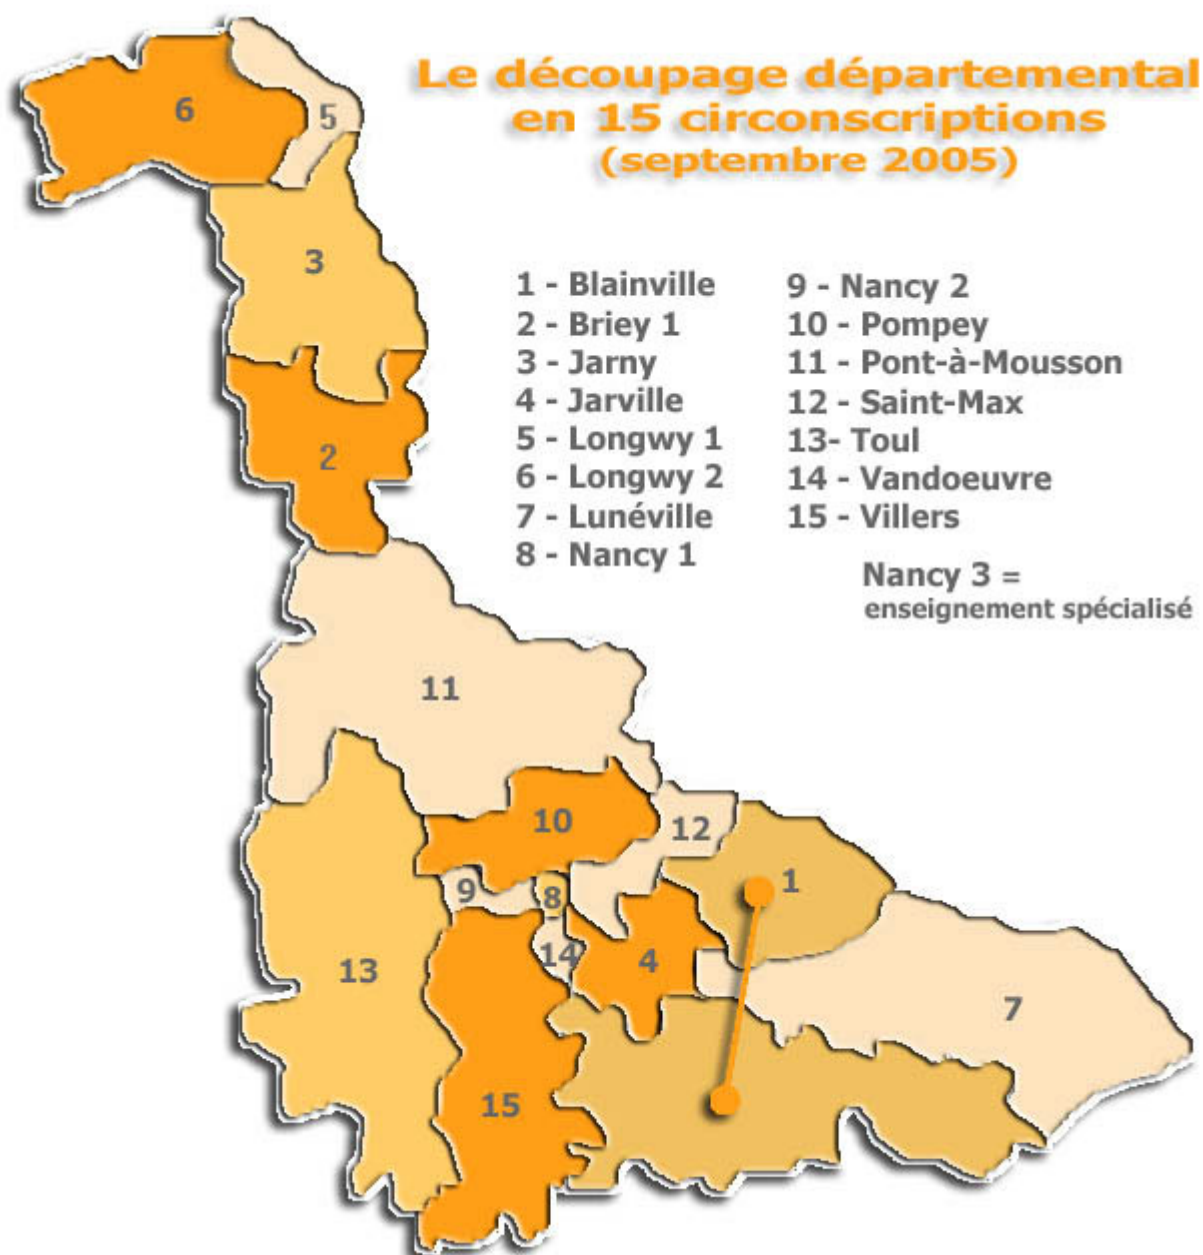 Le découpage départemental
en 15 circonscriptions
(septembre 2005)
1 - Blainville
2 - Briey 1
3 - Jarny
4 - Jarville
5 - Longwy 1
6 - Longwy 2
7 - Lunéville
8 - Nancy 1
9 - Nancy 2
10 - Pompey
11 - Pont-à-Mousson
12 - Saint-Max
13- Toul
14 - Vandoeuvre
15 - Villers
Nancy 3 =
enseignement spécialisé
6
5
3
2
11
10
12
1
9
8
14
4
13
7
15